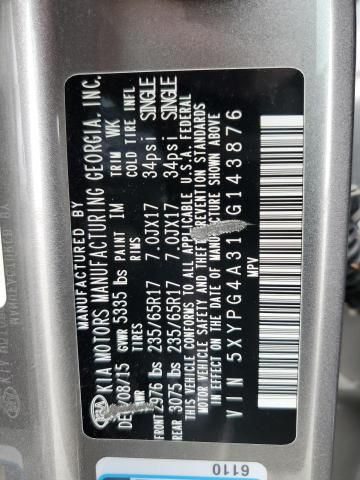 MANUFACTURED BY
KIA KIA MOTORS MANUFACTURING GEORGIA, INC.
08/15 GVWR 5335 lbs PAINT IM TRIM WK
TIRES RIMS COLD TIRE INFL
FRONT 2976 lbs 235/65R17 7.0JX17 34psi SINGLE
REAR 3075 lbs 235/65R17 7.0JX17 34psi SINGLE
THIS VEHICLE CONFORMS TO ALL APPLICABLE U.S.A. FEDERAL
MOTOR VEHICLE SAFETY AND THEFT PREVENTION STANDARDS
IN EFFECT ON THE DATE OF MANUFACTURE SHOWN ABOVE
VIN 5XYPG4A31 G143876
MPV
6110